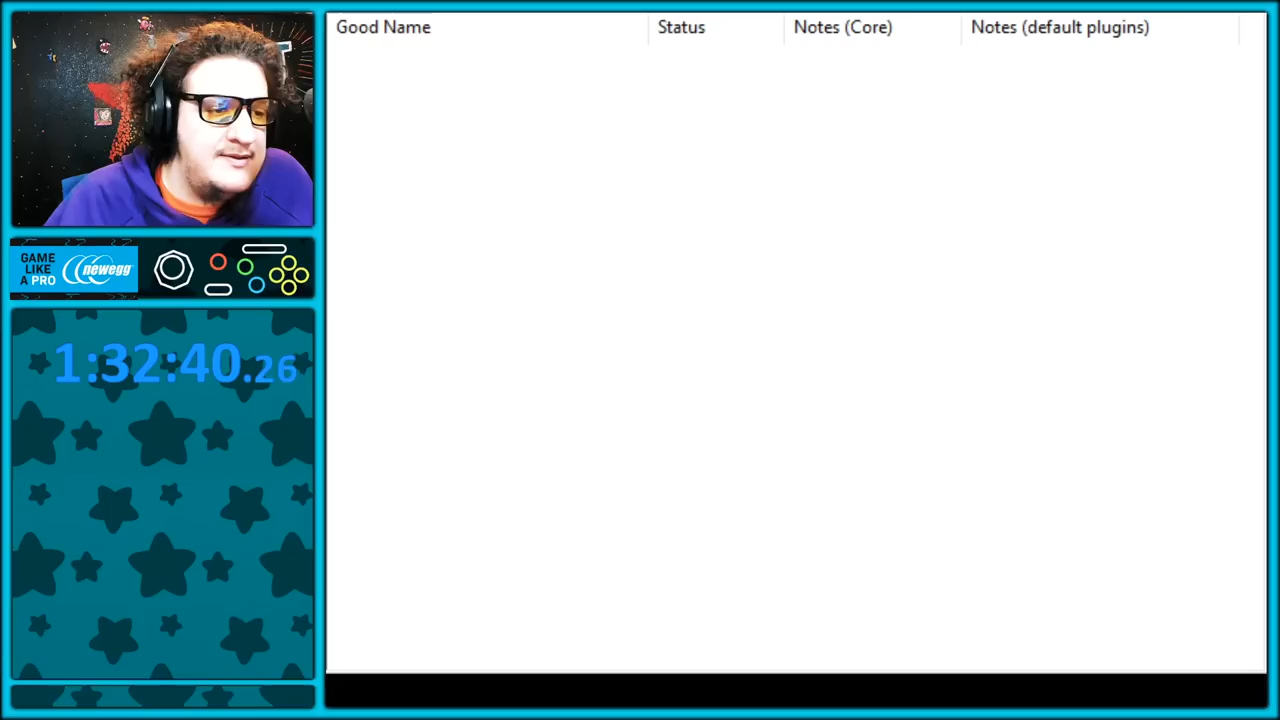 Good Name Status Notes (Core) Notes (default plugins)
GAME
LIKE
A PRO
newegg
1:32:40.26